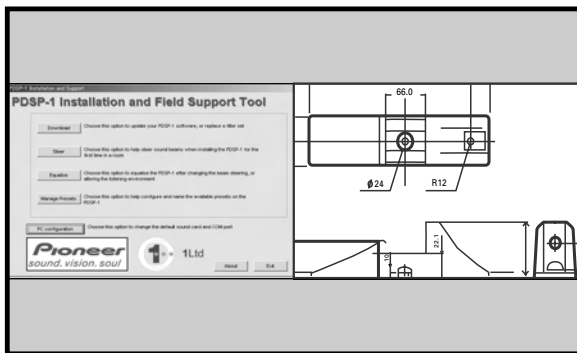 PDSP-1 Installation and Support
PDSP-1 Installation and Field Support Tool
Download Choose this option to update your PDSP-1 software, or replace a filter set
Steer Choose this option to help steer sound beams when installing the PDSP-1 for the
first time in a room
Equalise Choose this option to equalise the PDSP-1 after changing the beam steering, or
altering the listening environment
Manage Presets Choose this option to help configure and name the available presets on the
PDSP-1
PC configuration Choose this option to change the default sound card and COM port
Pioneer
sound. vision. soul
1 Ltd
About Exit
66.0
ø24
R12
22.1
10